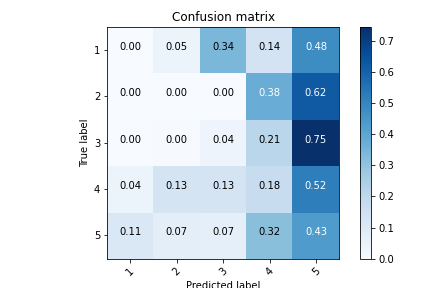 Confusion matrix
True label
1 0.00 0.05 0.34 0.14 0.48
2 0.00 0.00 0.00 0.38 0.62
3 0.00 0.00 0.04 0.21 0.75
4 0.04 0.13 0.13 0.18 0.52
5 0.11 0.07 0.07 0.32 0.43
1 2 3 4 5
Predicted label
0.7
0.6
0.5
0.4
0.3
0.2
0.1
0.0